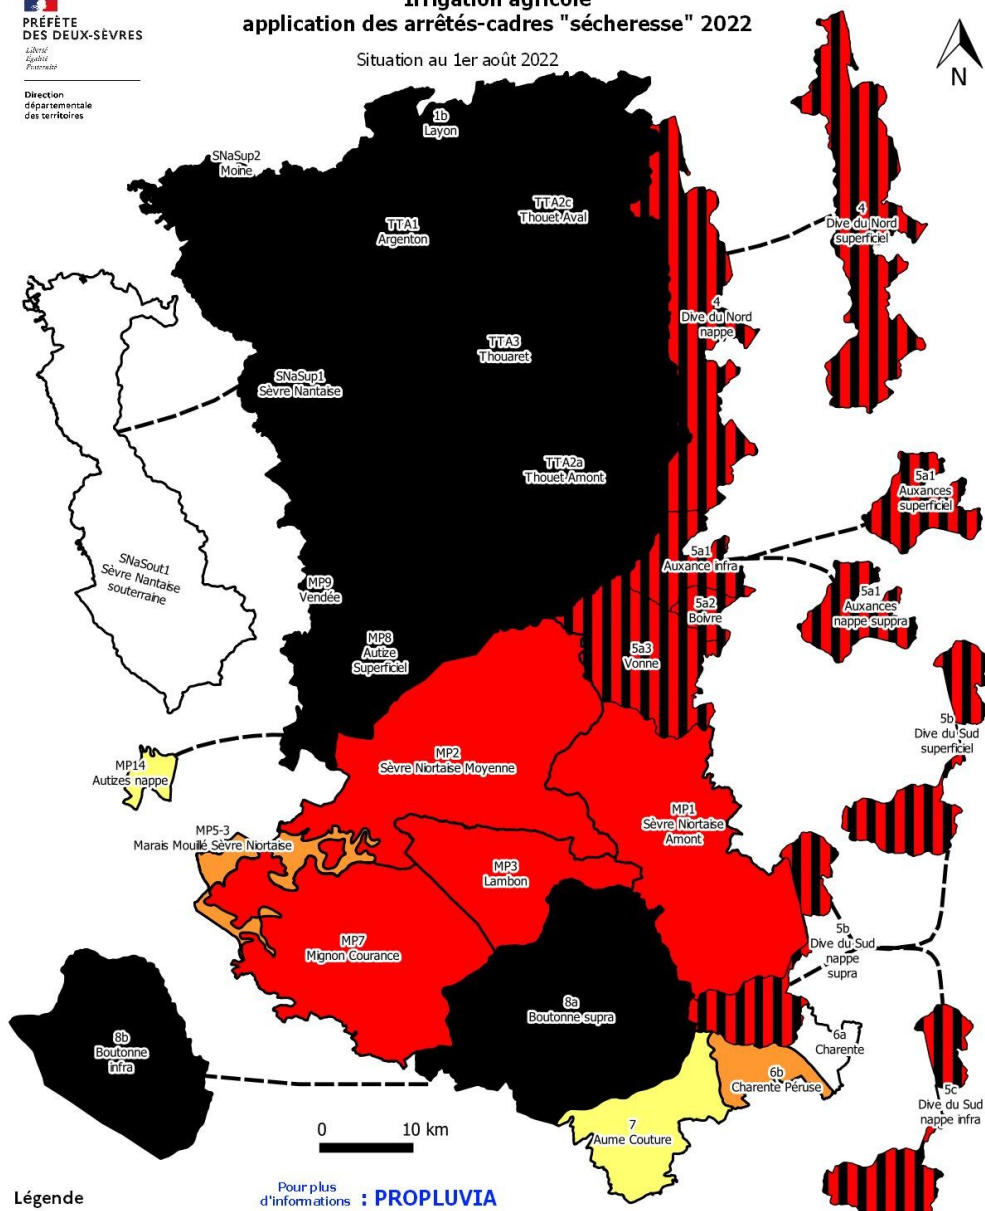 PRÉFÈTE
DES DEUX-SÈVRES
Liberté
Égalité
Fraternité
Direction
départementale
des territoires
Irrigation agricole
application des arrêtés-cadres "sécheresse" 2022
Situation au 1er août 2022
N
1b
Layon
SNaSup2
Moine
TTA2c
Thouet Aval
TTA1
Argenton
4
Dive du Nord
superficiel
4
Dive du Nord
nappe
TTA3
Thouaret
SNaSup1
Sèvre Nantaise
TTA2a
Thouet Amont
5a1
Auxances
superficiel
5a1
Auxance infra
SNaSout1
Sèvre Nantaise
souterraine
MP9
Vendée
5a2
Boivre
5a1
Auxances
nappe suppra
MP8
Autize
Superficiel
5a3
Vonne
5b
Dive du Sud
superficiel
MP14
Autizes nappe
MP2
Sèvre Niortaise Moyenne
MP1
Sèvre Niortaise
Amont
MP5-3
Marais Mouillé Sèvre Niortaise
MP3
Lambon
MP7
Mignon Courance
5b
Dive du Sud
nappe
supra
8a
Boutonne supra
8b
Boutonne
infra
6a
Charente
6b
Charente Péruse
5c
Dive du Sud
nappe infra
7
Aume Couture
0 10 km
Légende
Pour plus
d'informations : PROPLUVIA